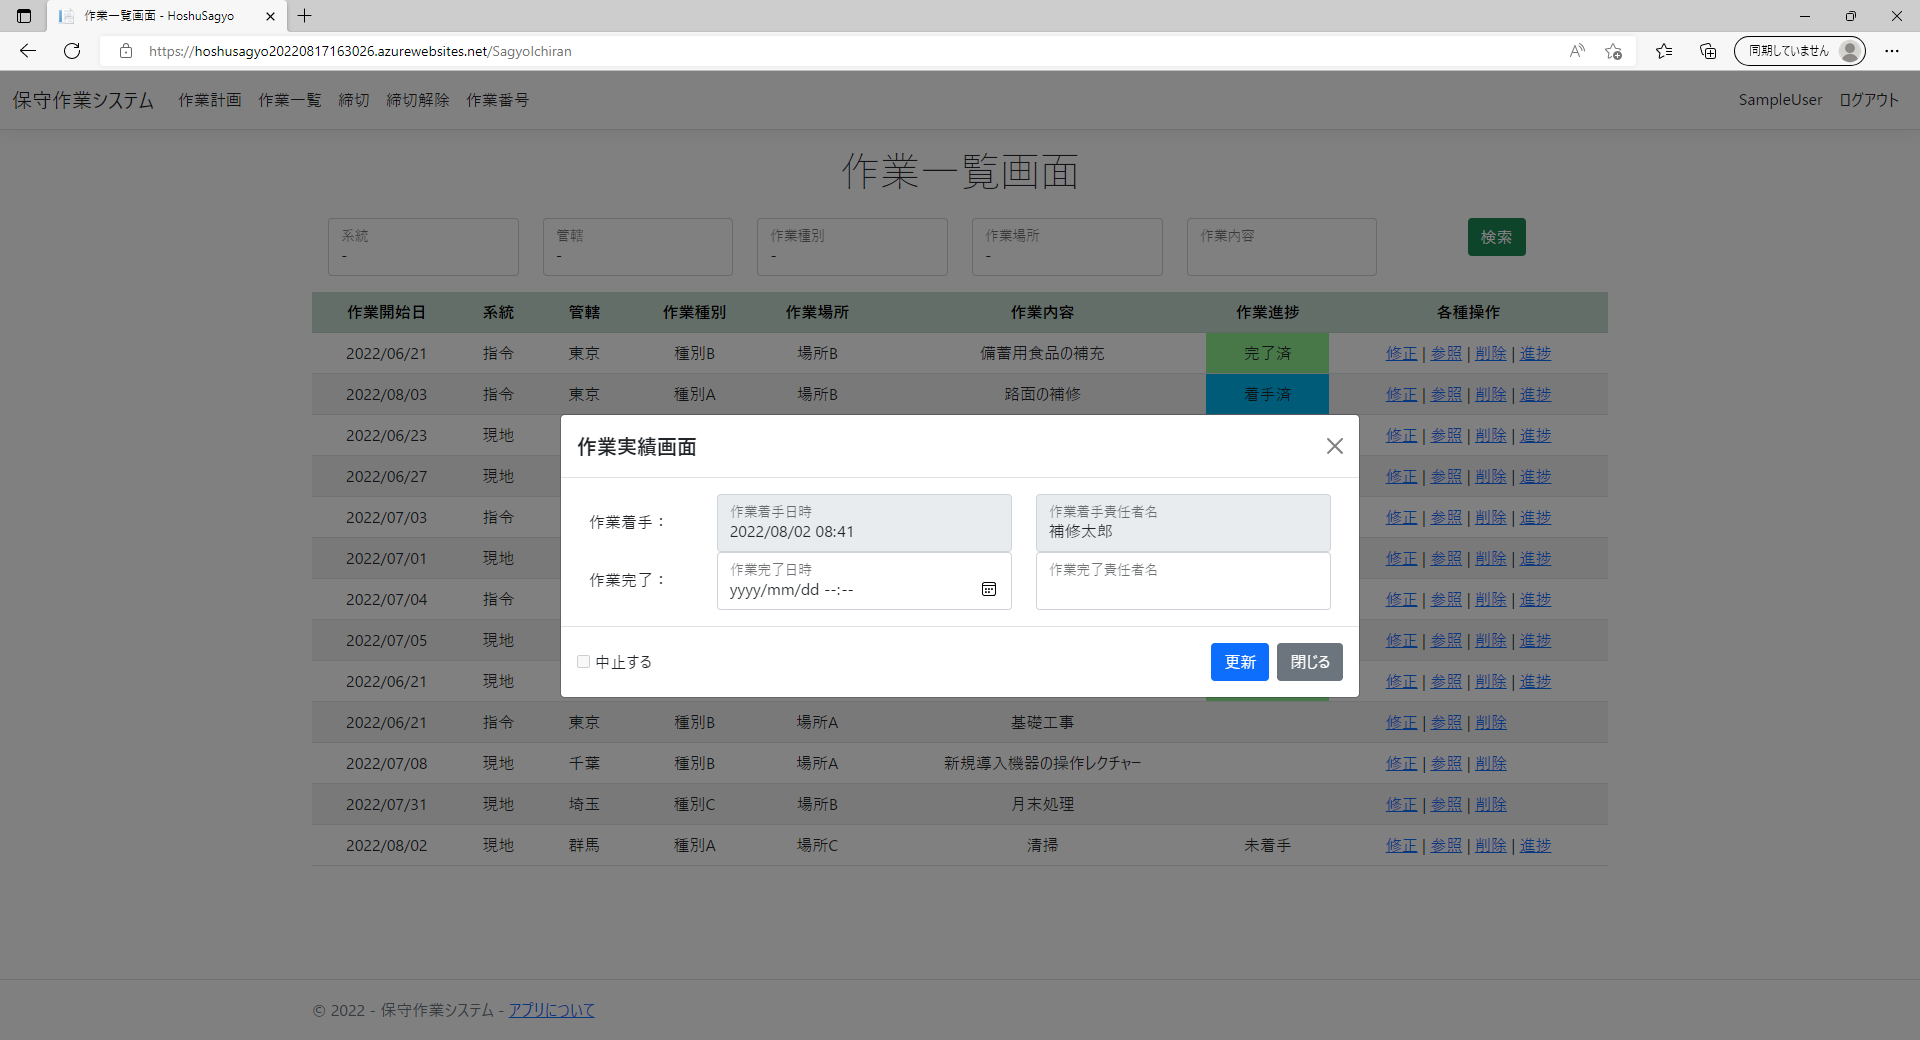 作業一覧画面 - HoshuSagyo
https://hoshusagyo20220817163026.azurewebsites.net/SagyoIchiran
同期していません
保守作業システム 作業計画 作業一覧 締切 締切解除 作業番号 SampleUser ログアウト
作業一覧画面
系統 管轄 作業種別 作業場所 作業内容 検索
- - - -
作業開始日 系統 管轄 作業種別 作業場所 作業内容 作業進捗 各種操作
2022/06/21 指令 東京 種別B 場所B 備蓄用食品の補充 完了済 修正 | 参照 | 削除 | 進捗
2022/08/03 指令 東京 種別A 場所B 路面の補修 着手済 修正 | 参照 | 削除 | 進捗
2022/06/23 現地 修正 | 参照 | 削除 | 進捗
2022/06/27 現地 修正 | 参照 | 削除 | 進捗
2022/07/03 指令 修正 | 参照 | 削除 | 進捗
2022/07/01 現地 修正 | 参照 | 削除 | 進捗
2022/07/04 指令 修正 | 参照 | 削除 | 進捗
2022/07/05 現地 修正 | 参照 | 削除 | 進捗
2022/06/21 現地 修正 | 参照 | 削除 | 進捗
2022/06/21 指令 東京 種別B 場所A 基礎工事 修正 | 参照 | 削除
2022/07/08 現地 千葉 種別B 場所A 新規導入機器の操作レクチャー 修正 | 参照 | 削除
2022/07/31 現地 埼玉 種別C 場所B 月末処理 修正 | 参照 | 削除
2022/08/02 現地 群馬 種別A 場所C 清掃 未着手 修正 | 参照 | 削除 | 進捗
作業実績画面
作業着手： 作業着手日時 作業着手責任者名
2022/08/02 08:41 補修太郎
作業完了： 作業完了日時 作業完了責任者名
yyyy/mm/dd --:--
中止する 更新 閉じる
© 2022 - 保守作業システム - アプリについて